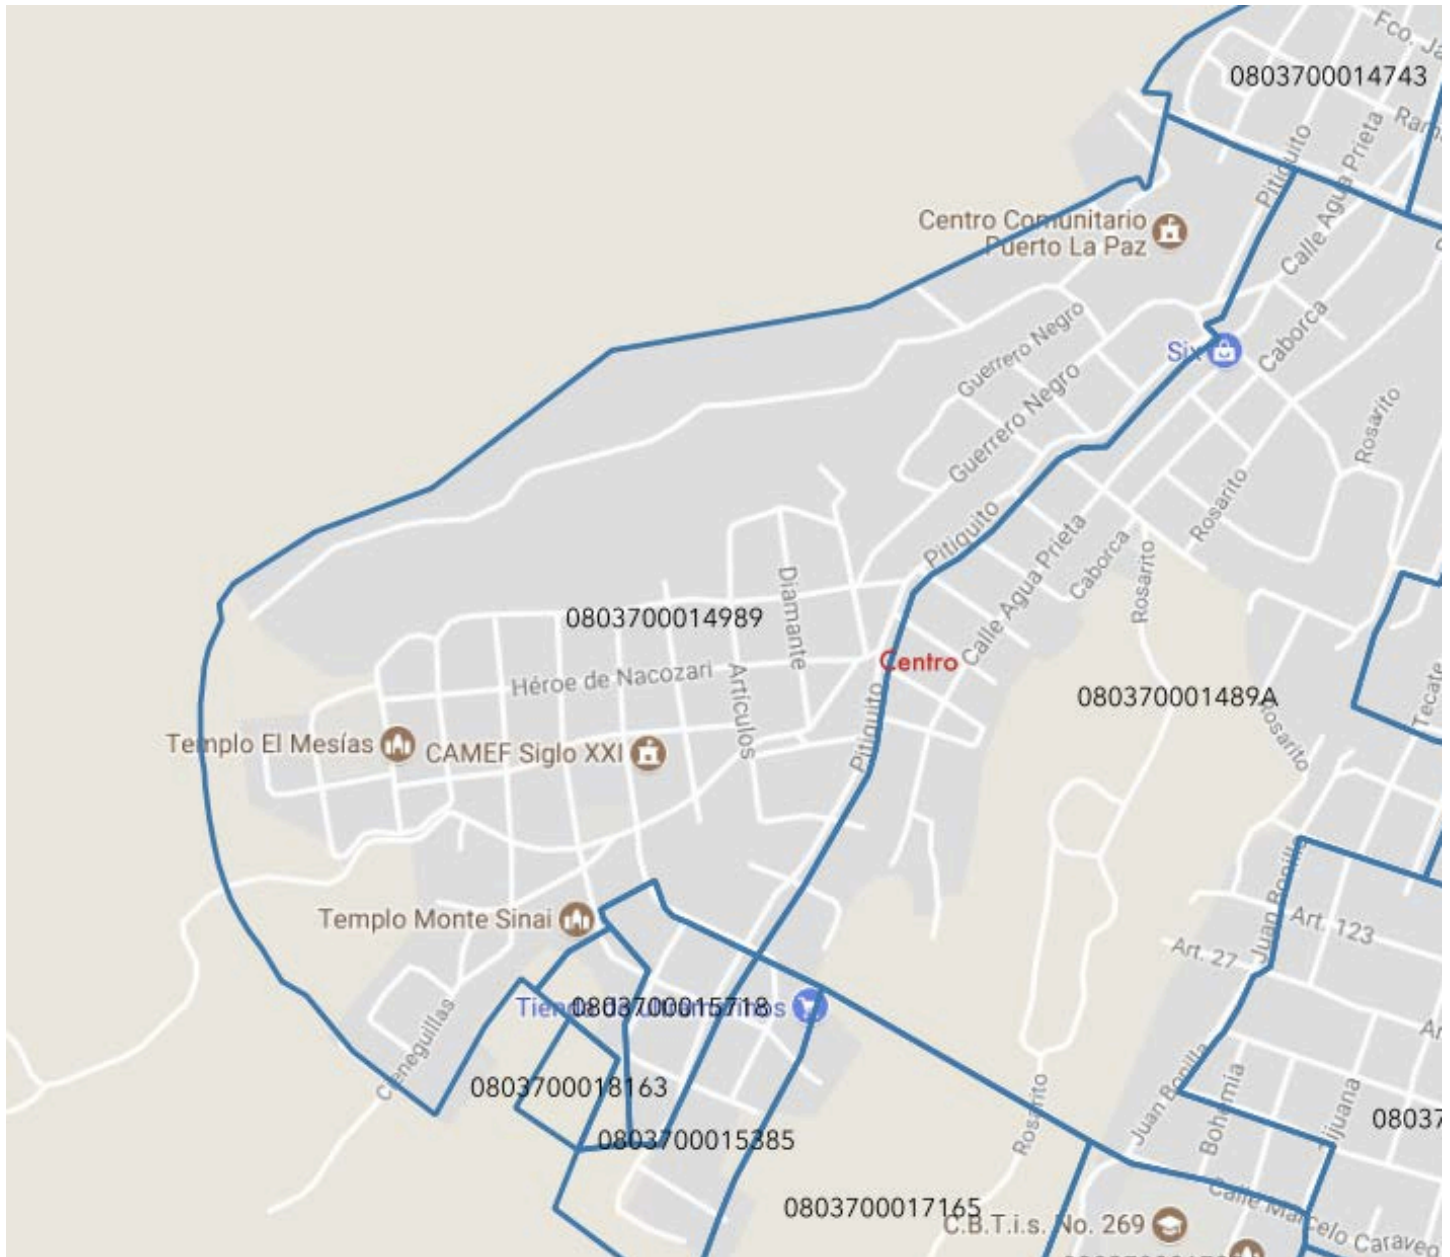 Fco. Ja
0803700014743
Ram
Pitiquito
Calle Agua Prieta
Centro Comunitario
Puerto La Paz
Guerrero Negro
Six
Caborca
Rosarito
Guerrero Negro
Rosarito
Pitiquito
Calle Agua Prieta
Caborca
Rosarito
Diamante
0803700014989
Centro
Héroe de Nacozari
Artículos
Pitiquito
080370001489A
Rosarito
Tecate
Templo El Mesías
CAMEF Siglo XXI
Juan Bonilla
Templo Monte Sinai
Art. 123
Art. 27
0803700015718
Cieneguillas
0803700018163
0803700015385
Rosarito
Juan Bonilla
Bohemia
Tijuana
08037
0803700017165
C.B.T.i.s. No. 269
Calle Marcelo Caraveo